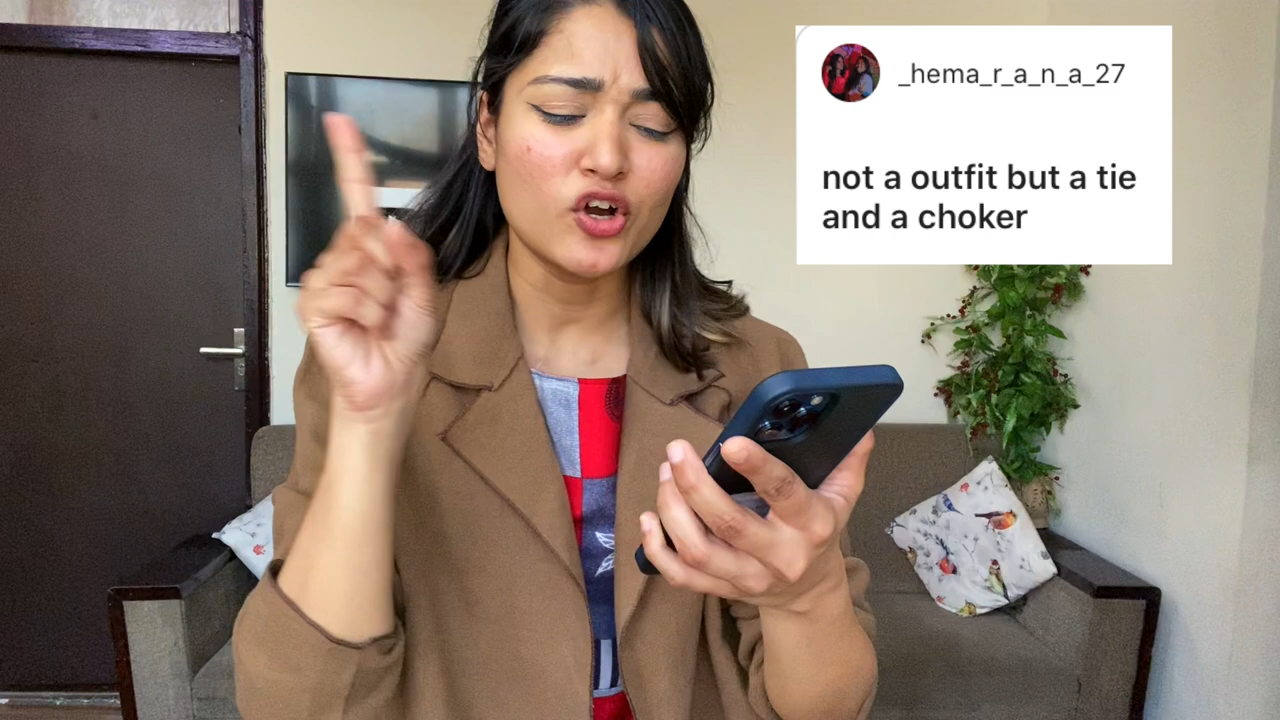 _hema_r_a_n_a_27
not a outfit but a tie
and a choker